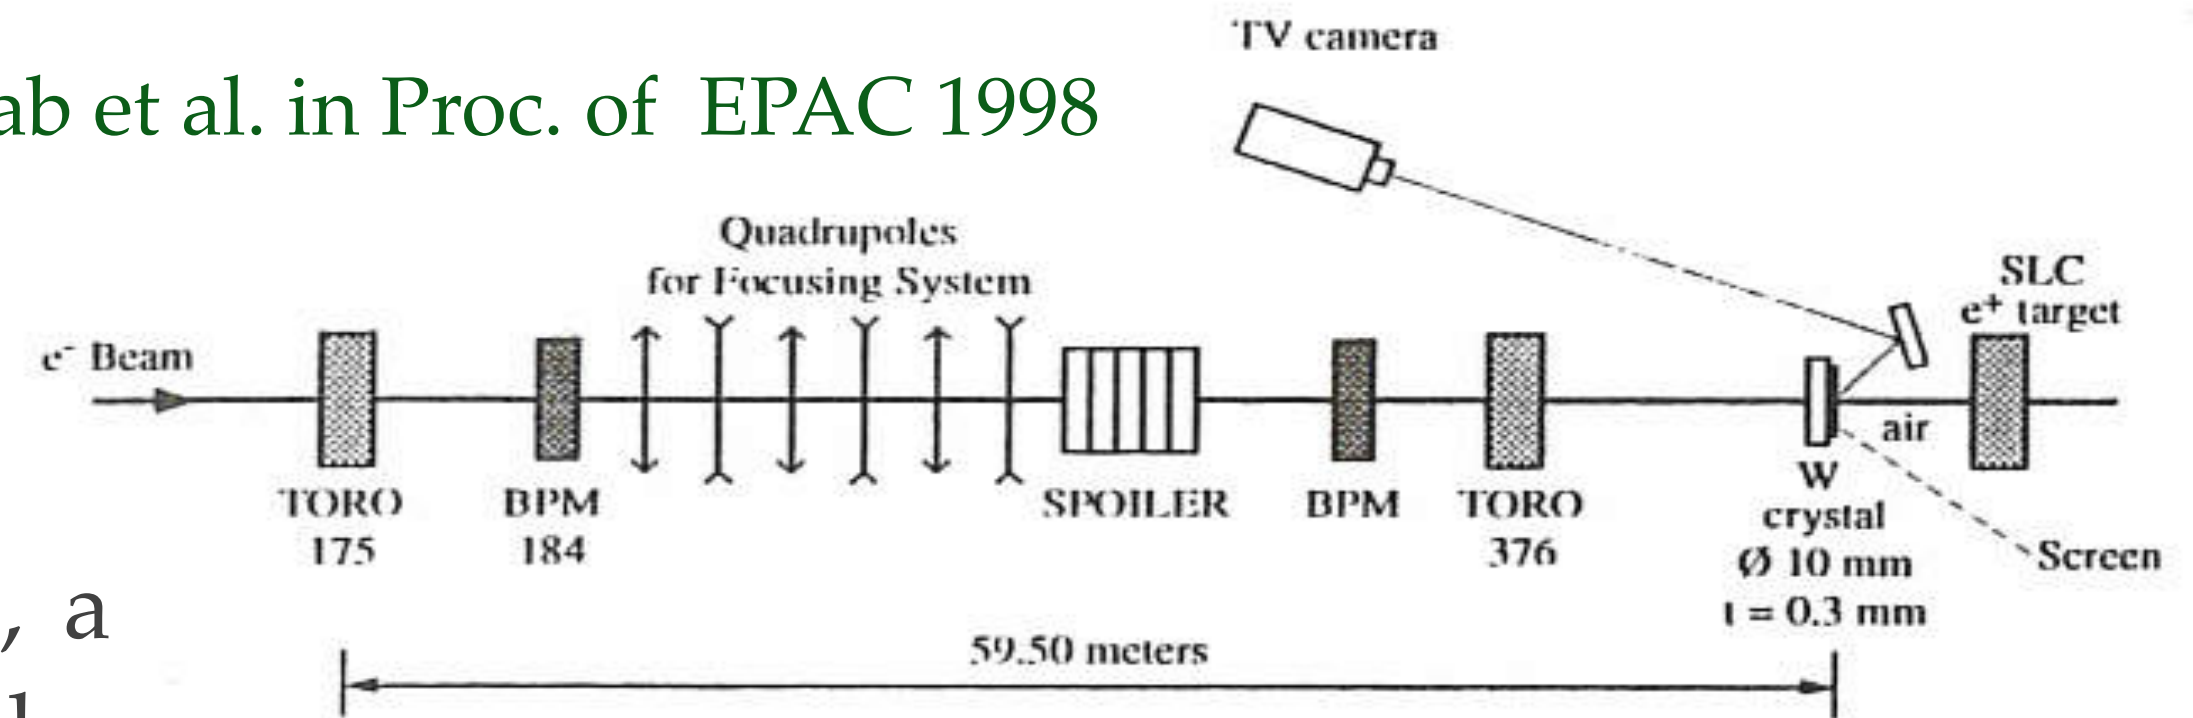 TV camera
ab et al. in Proc. of EPAC 1998
Quadrupoles
for Focusing System
SLC
e+ target
e- Beam
air
TORO
175
BPM
184
SPOILER
BPM
TORO
376
W
crystal
Ø 10 mm
t = 0.3 mm
Screen
, a
59.50 meters